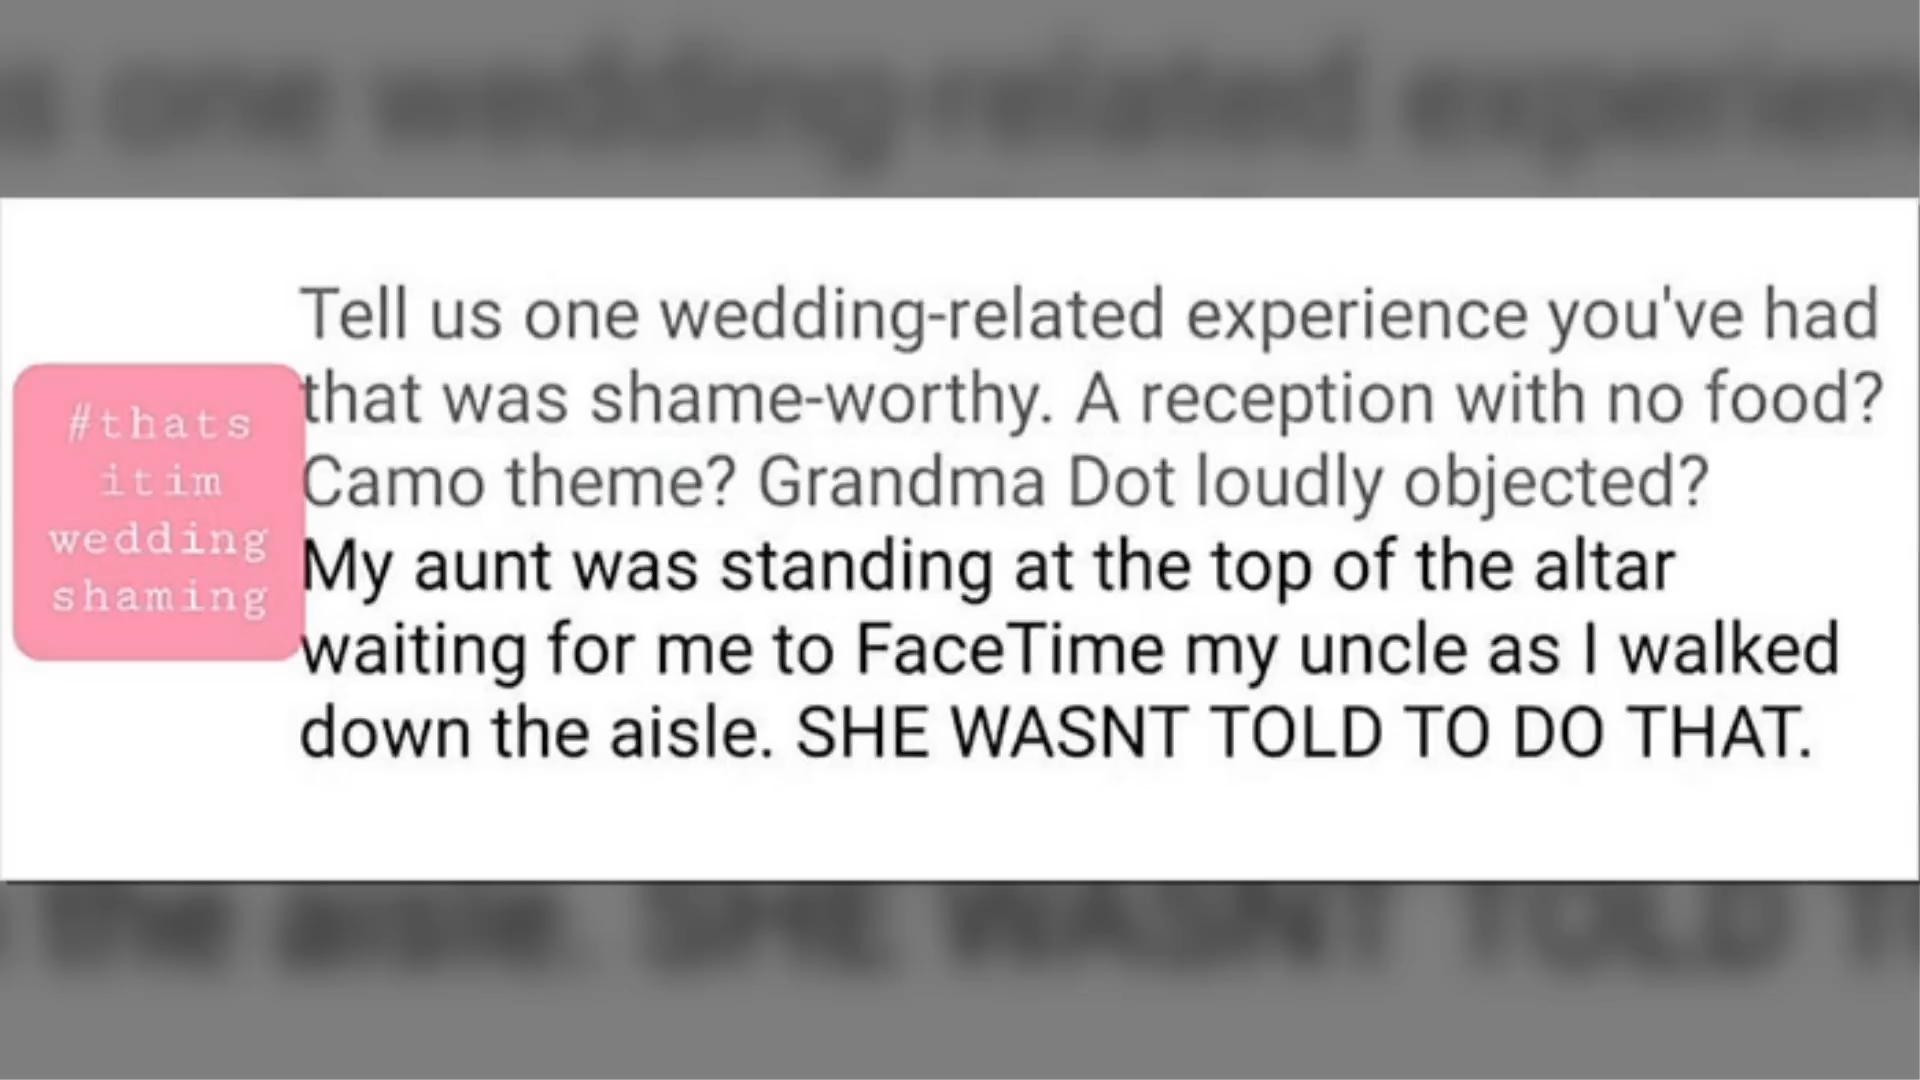 Tell us one wedding-related experience you've had
that was shame-worthy. A reception with no food?
Camo theme? Grandma Dot loudly objected?
My aunt was standing at the top of the altar
waiting for me to FaceTime my uncle as I walked
down the aisle. SHE WASNT TOLD TO DO THAT.
#thats
itim
wedding
shaming